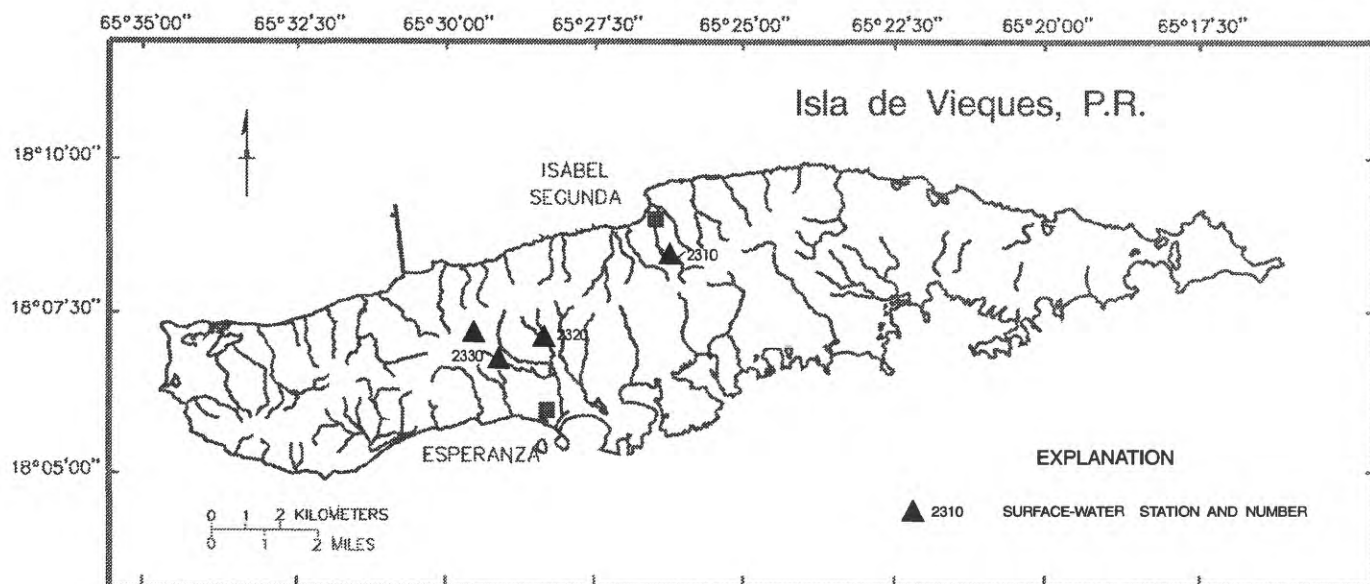 65°35'00" 65°32'30" 65°30'00" 65°27'30" 65°25'00" 65°22'30" 65°20'00" 65°17'30"
Isla de Vieques, P.R.
18°10'00"
ISABEL
SEGUNDA
2310
18°07'30"
2320
2330
ESPERANZA
18°05'00"
EXPLANATION
0 1 2 KILOMETERS
0 1 2 MILES
2310 SURFACE-WATER STATION AND NUMBER